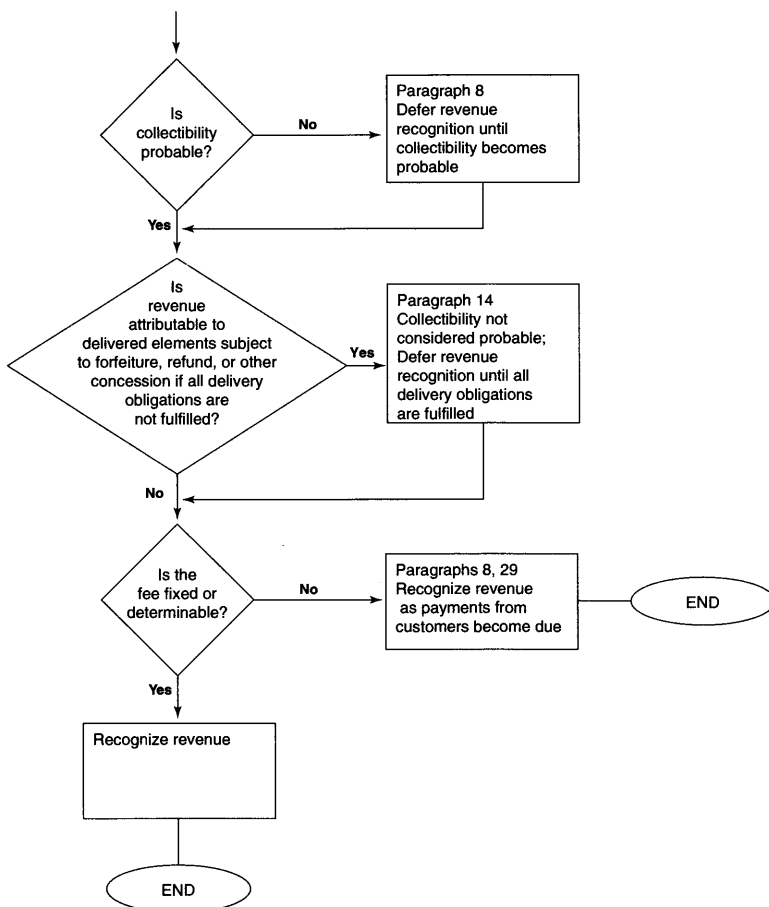 Is
collectibility
probable?
No
Paragraph 8
Defer revenue
recognition until
collectibility becomes
probable
Yes
Is
revenue
attributable to
delivered elements subject
to forfeiture, refund, or other
concession if all delivery
obligations are
not fulfilled?
Yes
Paragraph 14
Collectibility not
considered probable;
Defer revenue
recognition until all
delivery obligations
are fulfilled
No
Is the
fee fixed or
determinable?
No
Paragraphs 8, 29
Recognize revenue
as payments from
customers become due
END
Yes
Recognize revenue
END